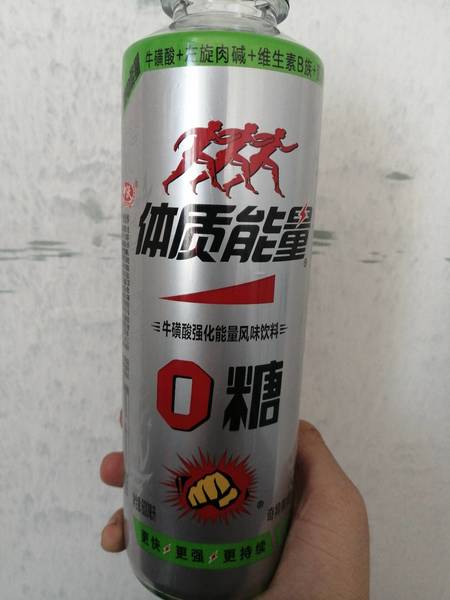 牛磺酸+左旋肉碱+维生素B族+
体质能量
牛磺酸强化能量风味饮料
0糖
更快 更强 更持续